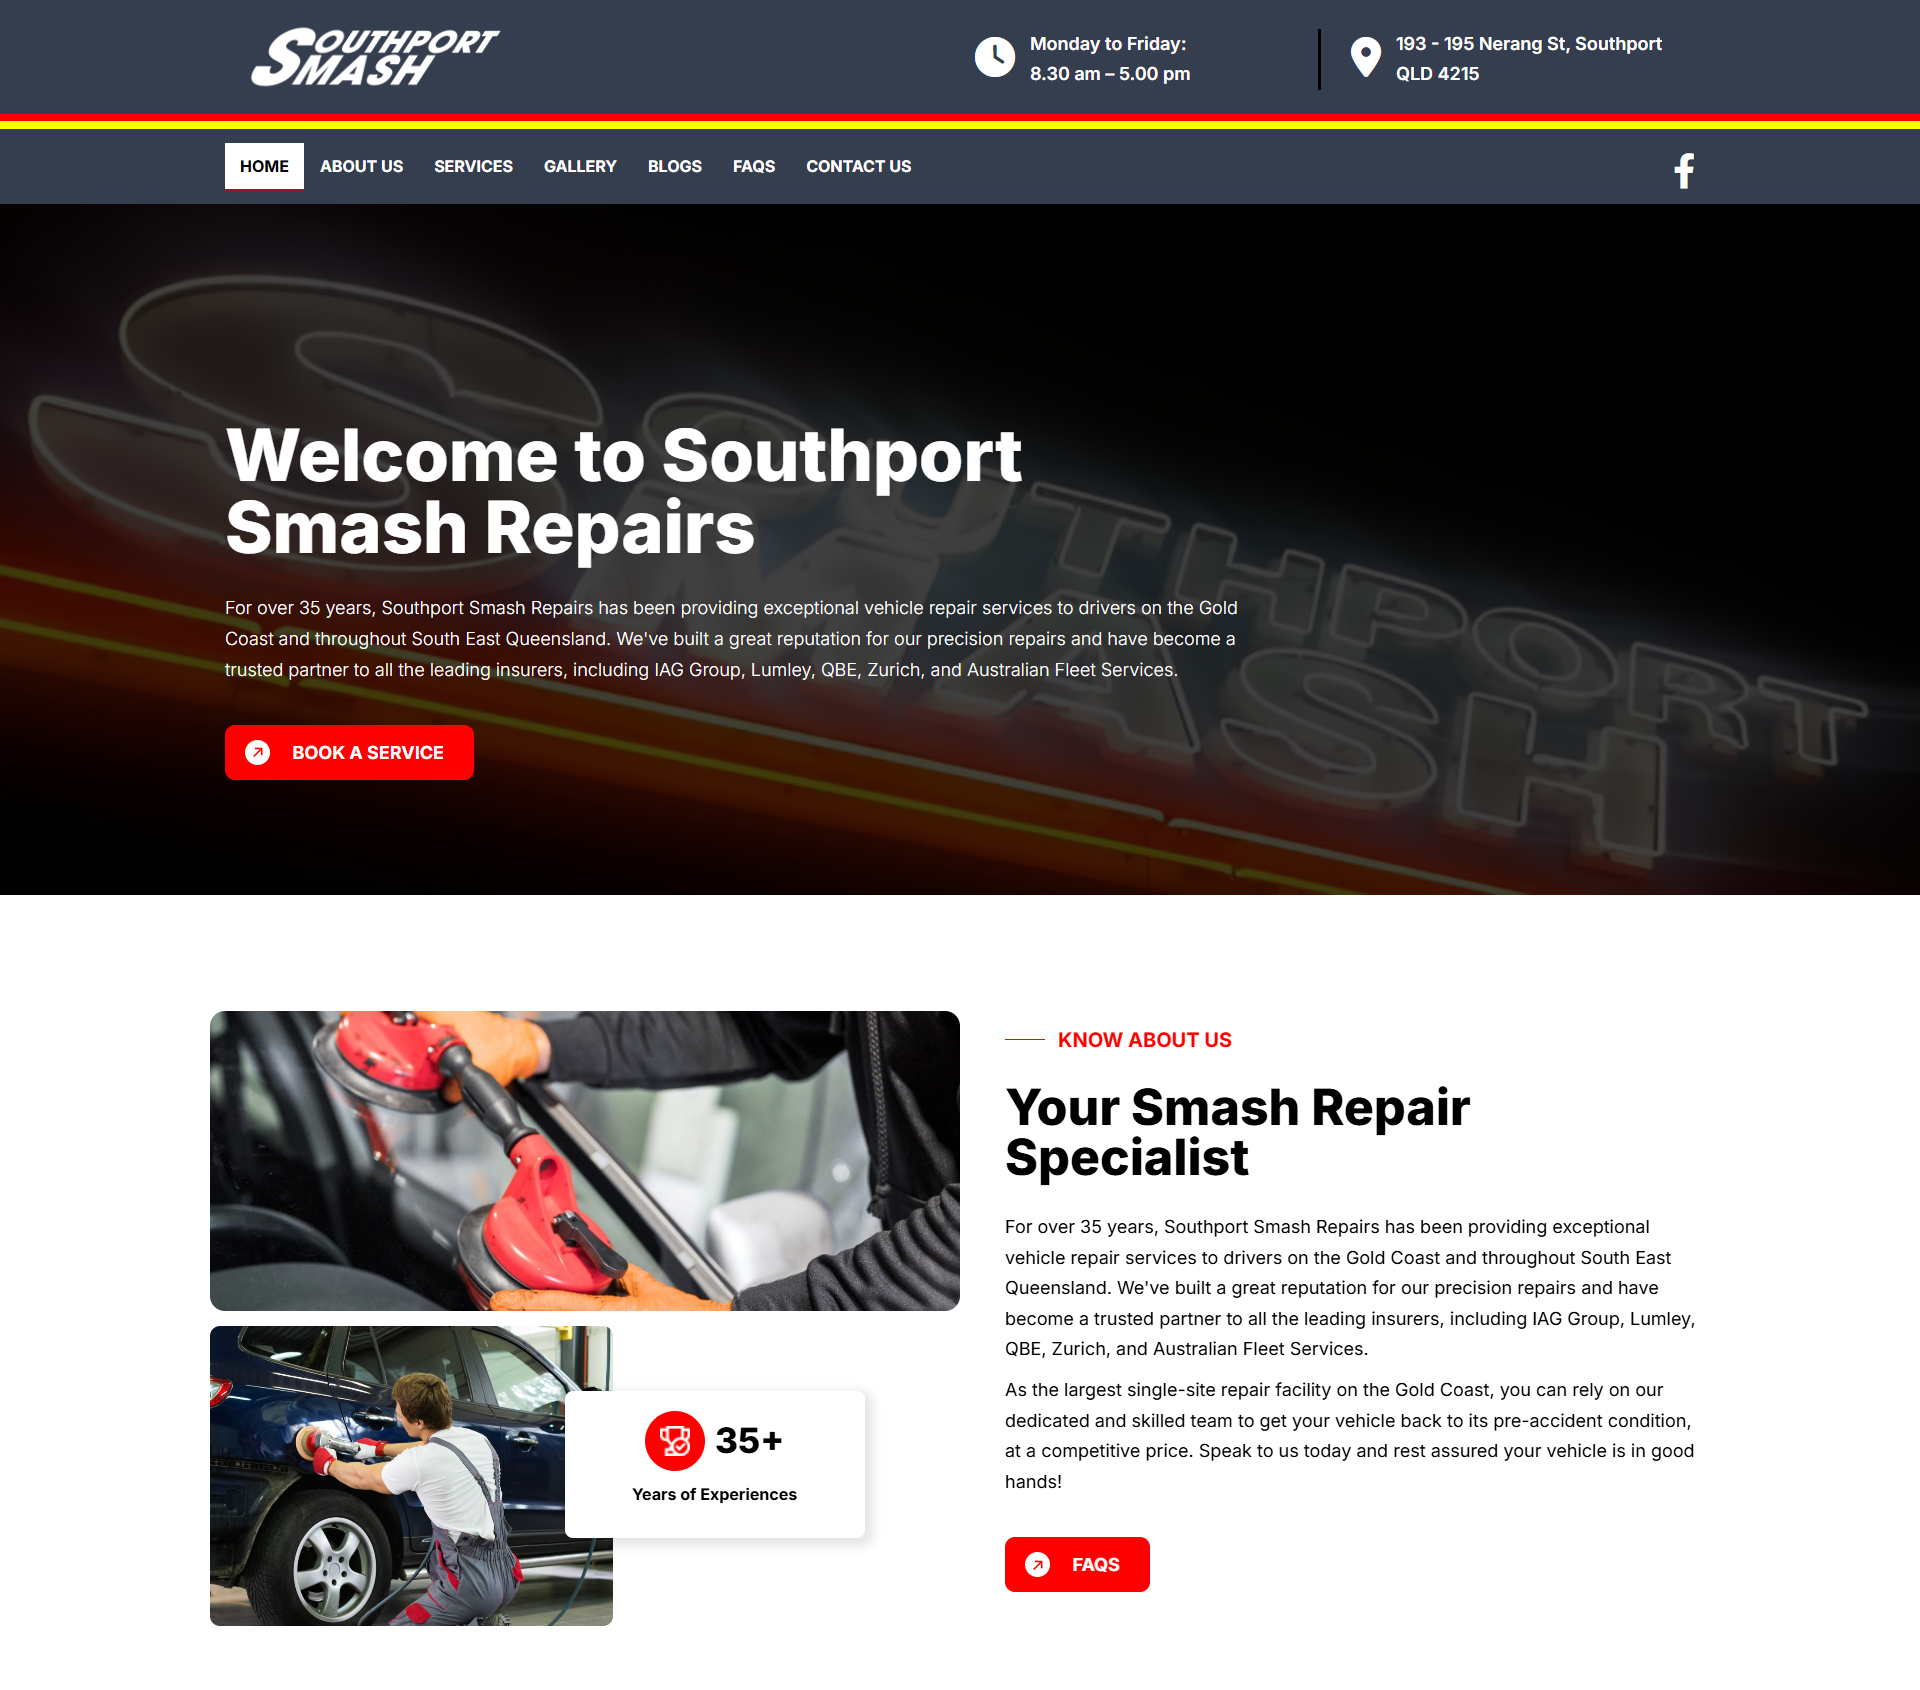 SOUTHPORT
SMASH
Monday to Friday:
8.30 am – 5.00 pm
193 - 195 Nerang St, Southport
QLD 4215
HOME ABOUT US SERVICES GALLERY BLOGS FAQS CONTACT US
SOUTHPORT
SMASH
Welcome to Southport
Smash Repairs
For over 35 years, Southport Smash Repairs has been providing exceptional vehicle repair services to drivers on the Gold
Coast and throughout South East Queensland. We've built a great reputation for our precision repairs and have become a
trusted partner to all the leading insurers, including IAG Group, Lumley, QBE, Zurich, and Australian Fleet Services.
BOOK A SERVICE
KNOW ABOUT US
Your Smash Repair
Specialist
For over 35 years, Southport Smash Repairs has been providing exceptional
vehicle repair services to drivers on the Gold Coast and throughout South East
Queensland. We've built a great reputation for our precision repairs and have
become a trusted partner to all the leading insurers, including IAG Group, Lumley,
QBE, Zurich, and Australian Fleet Services.
As the largest single-site repair facility on the Gold Coast, you can rely on our
dedicated and skilled team to get your vehicle back to its pre-accident condition,
at a competitive price. Speak to us today and rest assured your vehicle is in good
hands!
FAQS
35+
Years of Experiences